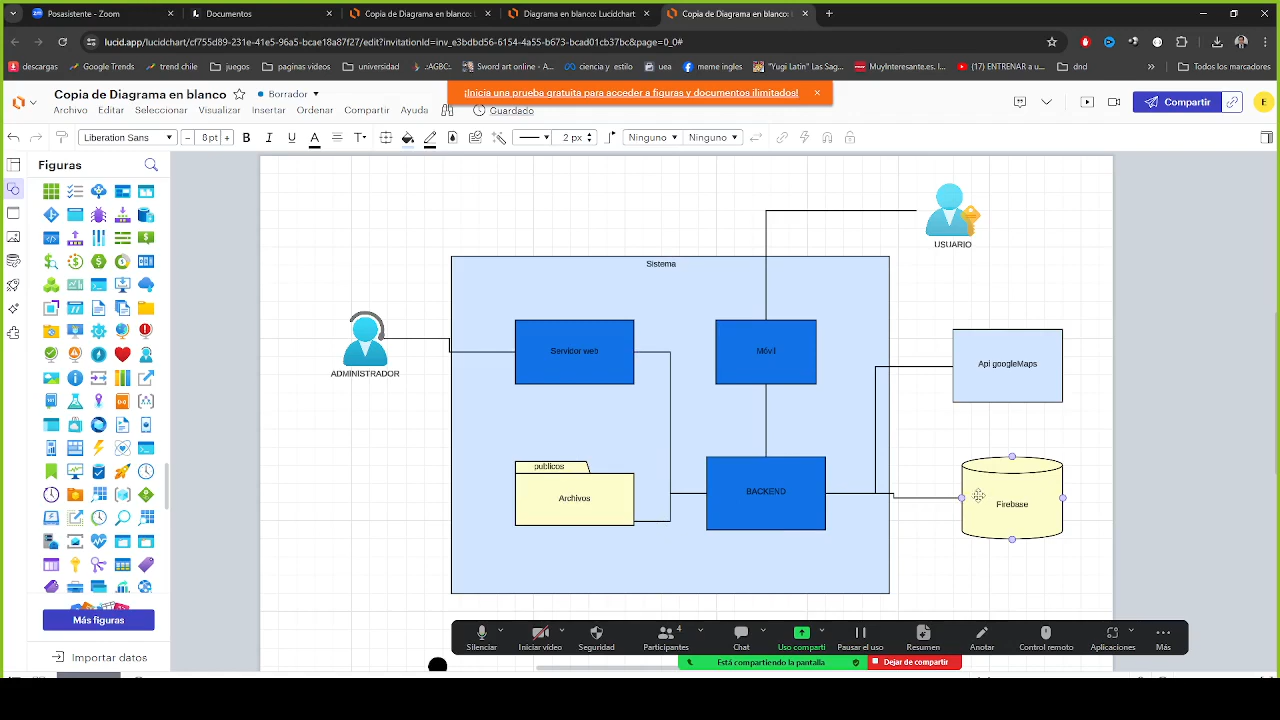 Posasistente - Zoom
Documentos
Copia de Diagrama en blanco:
Diagrama en blanco: Lucidchart
Copia de Diagrama en blanco:
lucid.app/lucidchart/cf755d89-231e-41e5-96a5-bcae18a87f27/edit?invitationId=inv_e3bdbd56-6154-4a55-b673-bcad01cb37bc&page=0_0#
descargas
Google Trends
trend chile
juegos
paginas videos
universidad
.:AGBC:.
Sword art online - A...
ciencia y estilo
uea
meme ingles
"Yugi Latin" Las Sag...
MuyInteresante.es. l...
(17) ENTRENAR a u...
dnd
Todos los marcadores
Copia de Diagrama en blanco
Borrador
¡Inicia una prueba gratuita para acceder a figuras y documentos ilimitados!
Archivo Editar Seleccionar Visualizar Insertar Ordenar Compartir Ayuda
Guardado
Compartir
E
Liberation Sans
8pt
B I U A T
2 px
Ninguno
Ninguno
Figuras
Sistema
USUARIO
ADMINISTRADOR
Servidor web
Móvil
Api googleMaps
publicos
Archivos
BACKEND
Firebase
Más figuras
Importar datos
Silenciar
Iniciar vídeo
Seguridad
Participantes
4
Chat
Uso comparti
Pausar el uso
Resumen
Anotar
Control remoto
Aplicaciones
Más
Está compartiendo la pantalla
Dejar de compartir